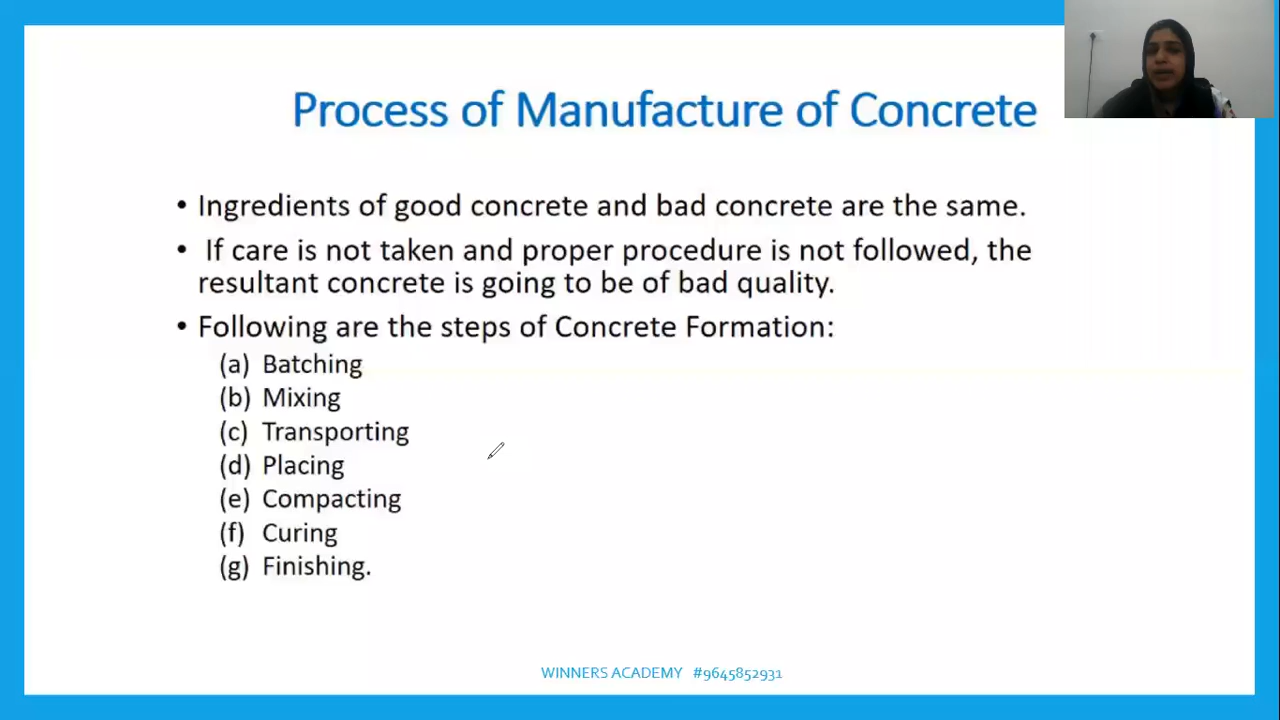 Process of Manufacture of Concrete
• Ingredients of good concrete and bad concrete are the same.
• If care is not taken and proper procedure is not followed, the
resultant concrete is going to be of bad quality.
• Following are the steps of Concrete Formation:
(a) Batching
(b) Mixing
(c) Transporting
(d) Placing
(e) Compacting
(f) Curing
(g) Finishing.
WINNERS ACADEMY #9645852931